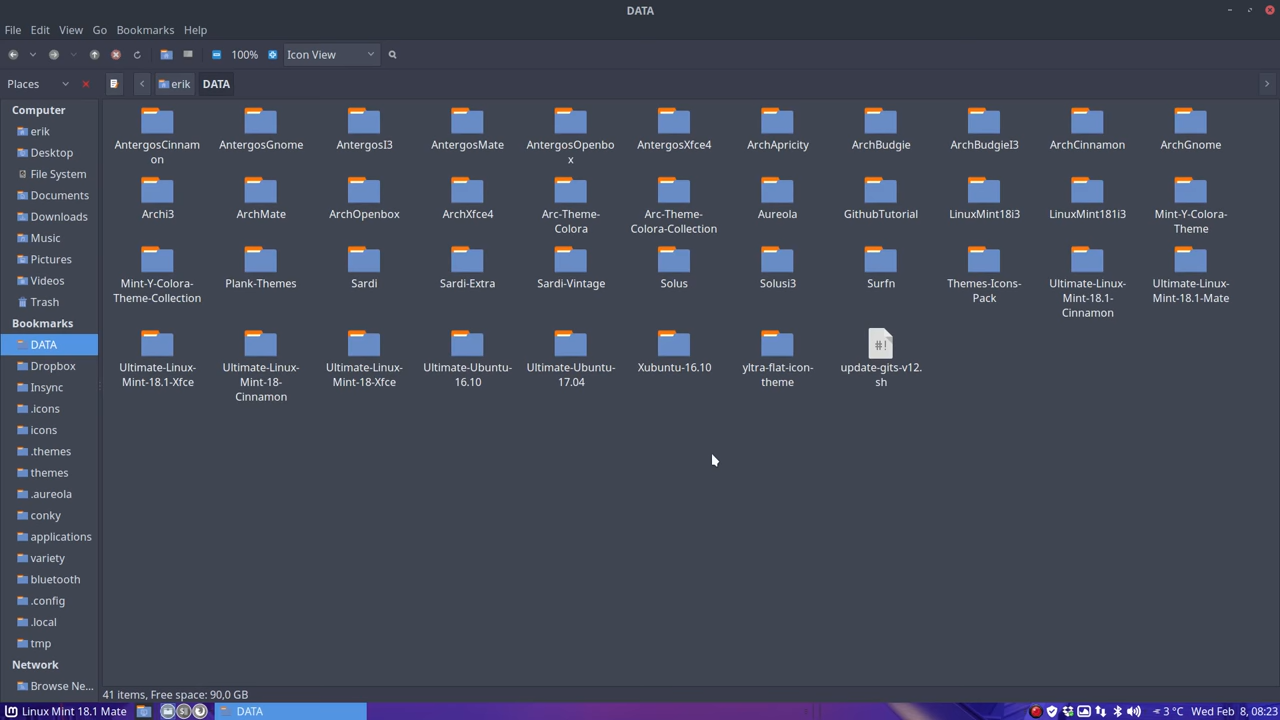 DATA
File Edit View Go Bookmarks Help
100% Icon View
Places erik DATA
Computer
erik
Desktop
File System
Documents
Downloads
Music
Pictures
Videos
Trash
Bookmarks
DATA
Dropbox
Insync
.icons
icons
.themes
themes
.aureola
conky
applications
variety
bluetooth
.config
.local
tmp
Network
Browse Ne...
AntergosCinnam
on
AntergosGnome
AntergosI3
AntergosMate
AntergosOpenbo
x
AntergosXfce4
ArchApricity
ArchBudgie
ArchBudgieI3
ArchCinnamon
ArchGnome
Archi3
ArchMate
ArchOpenbox
ArchXfce4
Arc-Theme-
Colora
Arc-Theme-
Colora-Collection
Aureola
GithubTutorial
LinuxMint18i3
LinuxMint181i3
Mint-Y-Colora-
Theme
Mint-Y-Colora-
Theme-Collection
Plank-Themes
Sardi
Sardi-Extra
Sardi-Vintage
Solus
Solusi3
Surfn
Themes-Icons-
Pack
Ultimate-Linux-
Mint-18.1-
Cinnamon
Ultimate-Linux-
Mint-18.1-Mate
Ultimate-Linux-
Mint-18.1-Xfce
Ultimate-Linux-
Mint-18-
Cinnamon
Ultimate-Linux-
Mint-18-Xfce
Ultimate-Ubuntu-
16.10
Ultimate-Ubuntu-
17.04
Xubuntu-16.10
yltra-flat-icon-
theme
#!
update-gits-v12.
sh
41 items, Free space: 90,0 GB
Linux Mint 18.1 Mate DATA 3 °C Wed Feb 8, 08:23